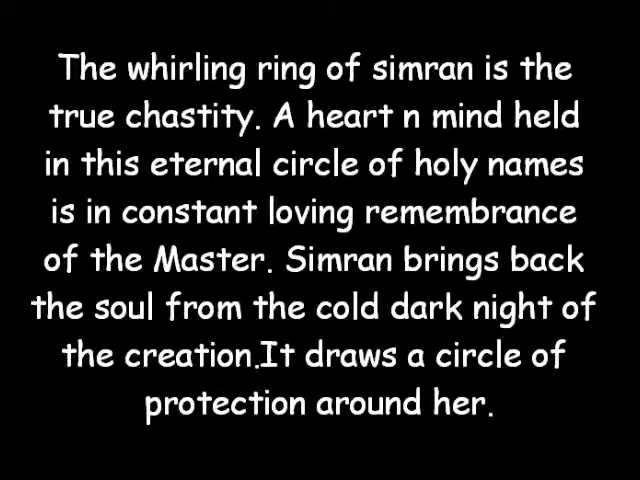 The whirling ring of simran is the
true chastity. A heart n mind held
in this eternal circle of holy names
is in constant loving remembrance
of the Master. Simran brings back
the soul from the cold dark night of
the creation.It draws a circle of
protection around her.